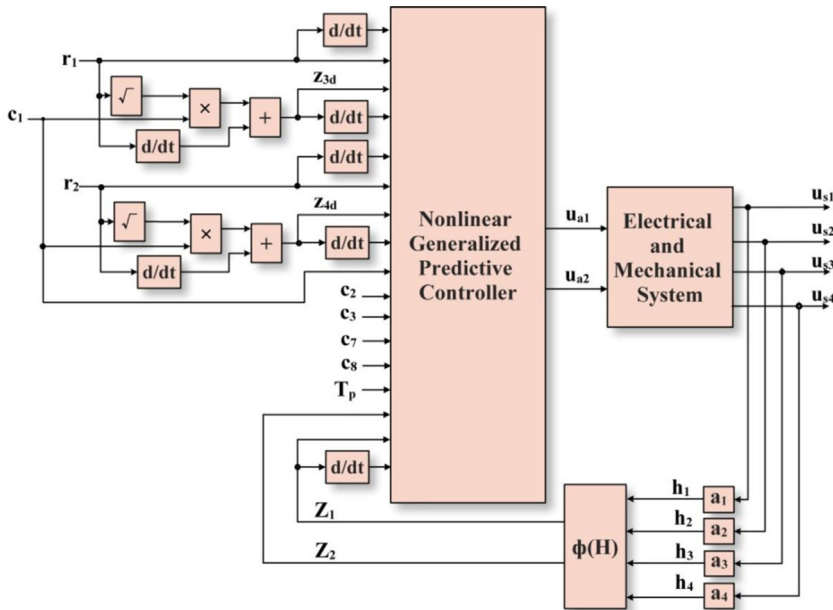 d/dt
r₁
z₃d
√
×
+
d/dt
c₁
d/dt
d/dt
r₂
z₄d
√
×
+
d/dt
d/dt
c₂
c₃
c₇
c₈
Tₚ
d/dt
Z₁
Z₂
Nonlinear
Generalized
Predictive
Controller
uₐ₁
uₐ₂
Electrical
and
Mechanical
System
uₛ₁
uₛ₂
uₛ₃
uₛ₄
h₁
a₁
h₂
a₂
h₃
a₃
h₄
a₄
ϕ(H)